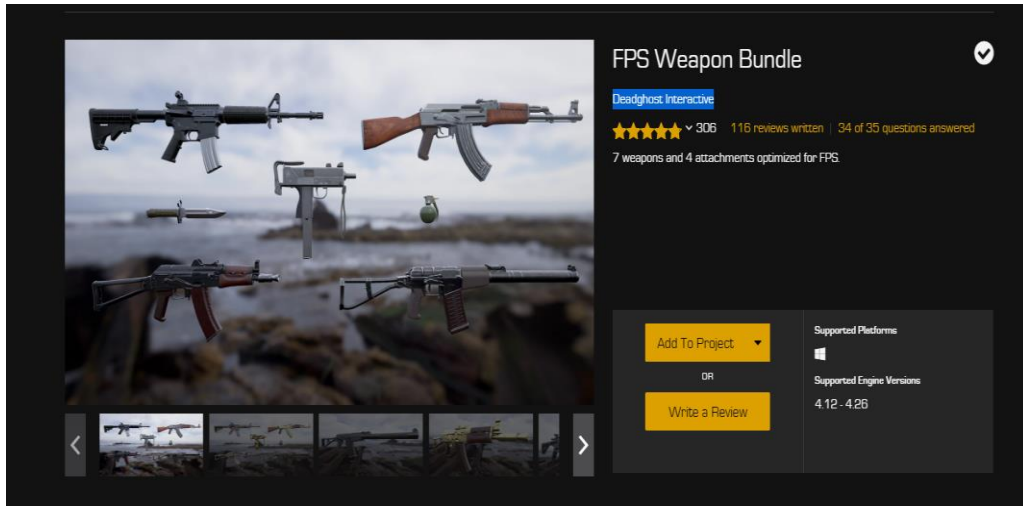 FPS Weapon Bundle
Deadghost Interactive
306 116 reviews written | 34 of 35 questions answered
7 weapons and 4 attachments optimized for FPS.
Add To Project
OR
Write a Review
Supported Platforms
Supported Engine Versions
4.12 - 4.26